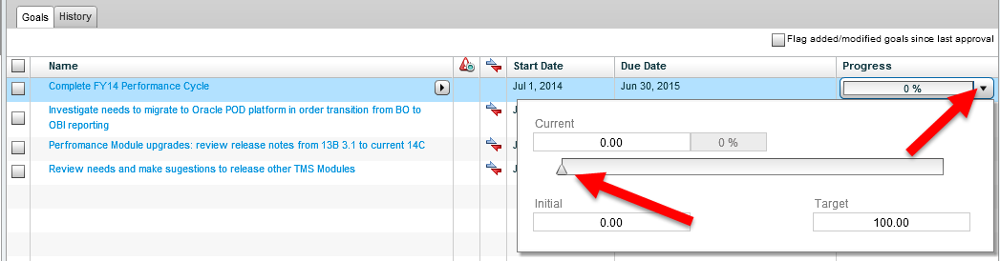 Goals History
Flag added/modified goals since last approval
Name Start Date Due Date Progress
Complete FY14 Performance Cycle Jul 1, 2014 Jun 30, 2015 0 %
Investigate needs to migrate to Oracle POD platform in order transition from BO to
OBI reporting
Perfromance Module upgrades: review release notes from 13B 3.1 to current 14C
Review needs and make sugestions to release other TMS Modules
Current
0.00 0 %
Initial Target
0.00 100.00